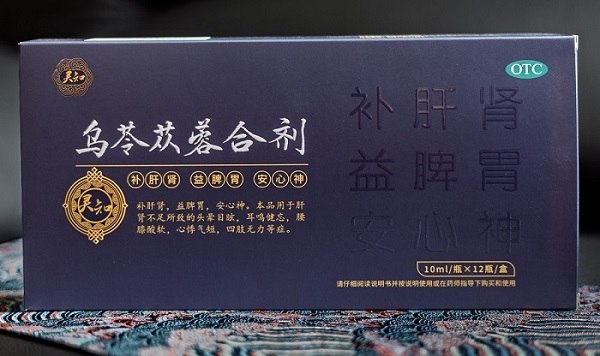 灵知
OTC
乌苓苁蓉合剂
补肝肾 益脾胃 安心神
灵知
补肝肾，益脾胃，安心神。本品用于肝
肾不足所致的头晕目眩，耳鸣健忘，腰
膝酸软，心悸气短，四肢无力等症。
补肝肾
益脾胃
安心神
10ml/瓶×12瓶/盒
请仔细阅读说明书并按说明使用或在药师指导下购买和使用